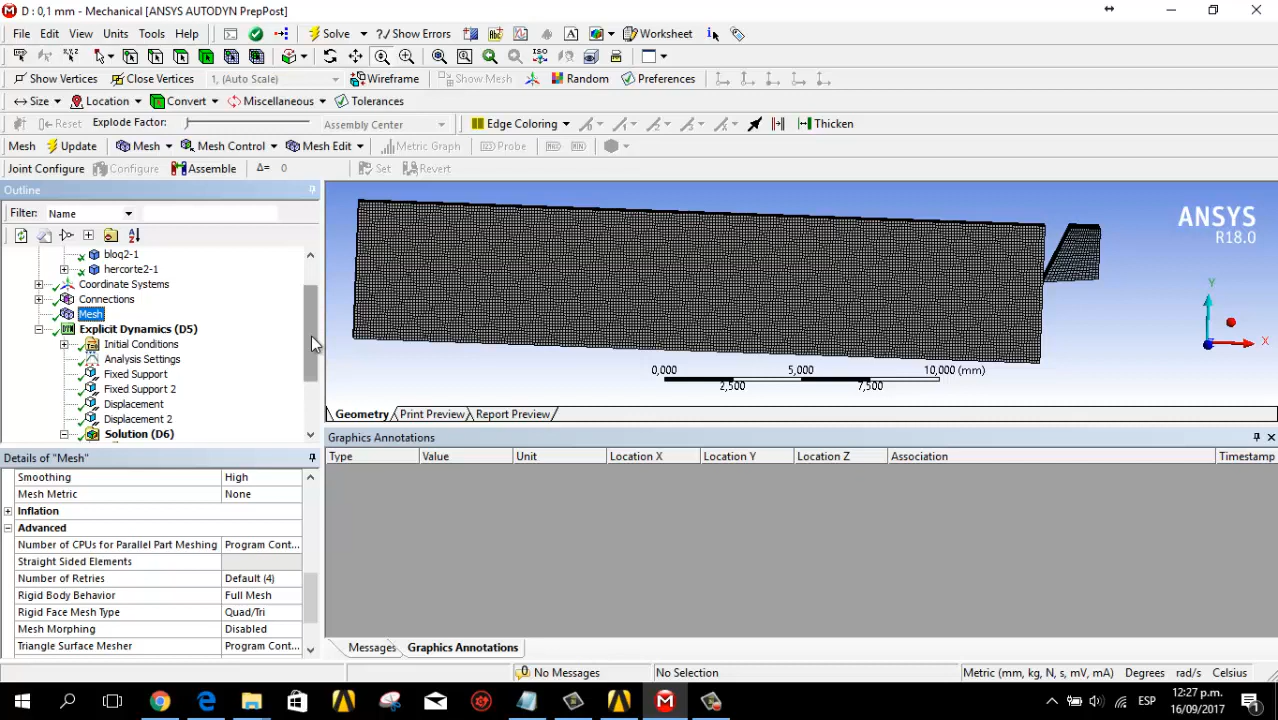 D : 0,1 mm - Mechanical [ANSYS AUTODYN PrepPost]
File Edit View Units Tools Help Solve ?/ Show Errors Worksheet
Show Vertices Close Vertices 1, (Auto Scale) Wireframe Show Mesh Random Preferences
Size Location Convert Miscellaneous Tolerances
Reset Explode Factor: Assembly Center Edge Coloring Thicken
Mesh Update Mesh Mesh Control Mesh Edit Metric Graph Probe
Joint Configure Configure Assemble Δ= 0 Set Revert
Outline
Filter: Name
bloq2-1
hercorte2-1
Coordinate Systems
Connections
Mesh
Explicit Dynamics (D5)
Initial Conditions
Analysis Settings
Fixed Support
Fixed Support 2
Displacement
Displacement 2
Solution (D6)
ANSYS
R18.0
Y
X
0,000 5,000 10,000 (mm)
2,500 7,500
Geometry Print Preview Report Preview
Details of "Mesh"
Smoothing High
Mesh Metric None
Inflation
Advanced
Number of CPUs for Parallel Part Meshing Program Cont...
Straight Sided Elements
Number of Retries Default (4)
Rigid Body Behavior Full Mesh
Rigid Face Mesh Type Quad/Tri
Mesh Morphing Disabled
Triangle Surface Mesher Program Cont...
Graphics Annotations
Type Value Unit Location X Location Y Location Z Association Timestamp
Messages Graphics Annotations
No Messages No Selection Metric (mm, kg, N, s, mV, mA) Degrees rad/s Celsius
ESP 12:27 p.m.
16/09/2017